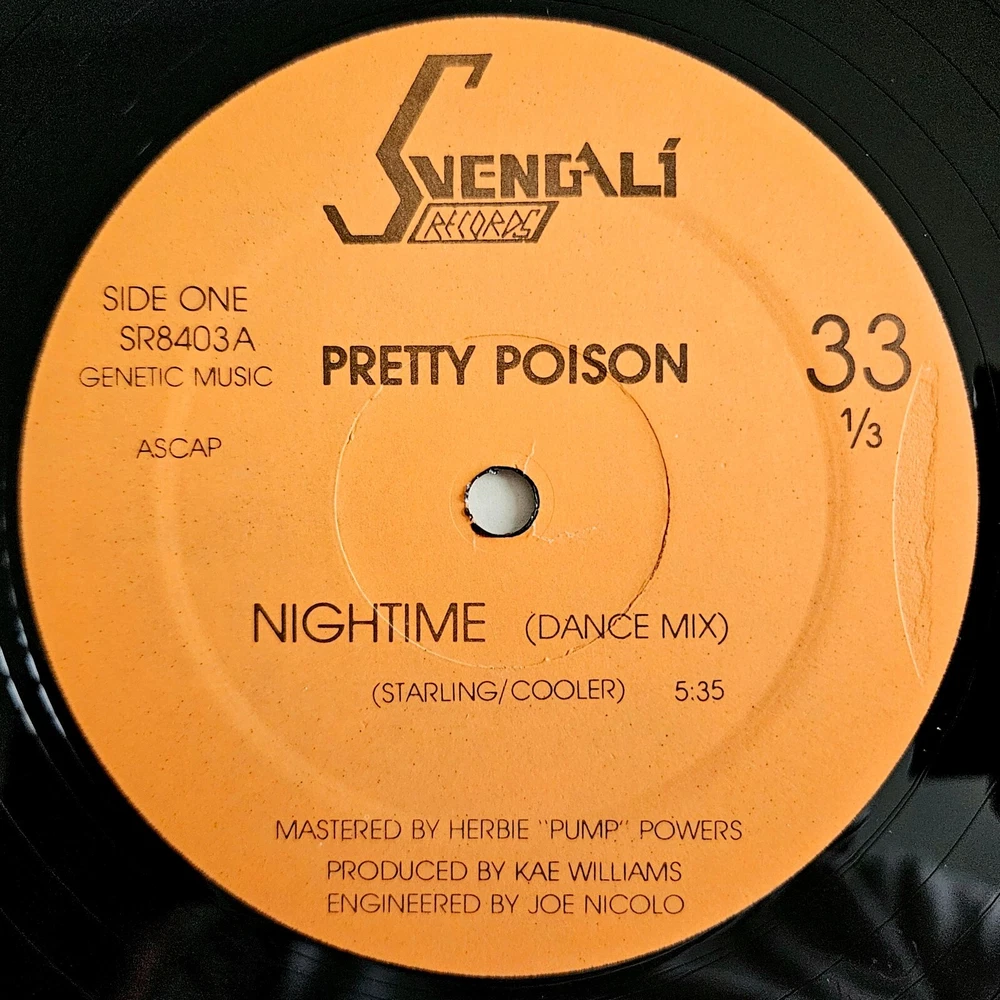 SVENGALÍ
RECORDS
SIDE ONE
SR8403A
GENETIC MUSIC
ASCAP
PRETTY POISON
33
1/3
NIGHTIME (DANCE MIX)
(STARLING/COOLER) 5:35
MASTERED BY HERBIE "PUMP" POWERS
PRODUCED BY KAE WILLIAMS
ENGINEERED BY JOE NICOLO